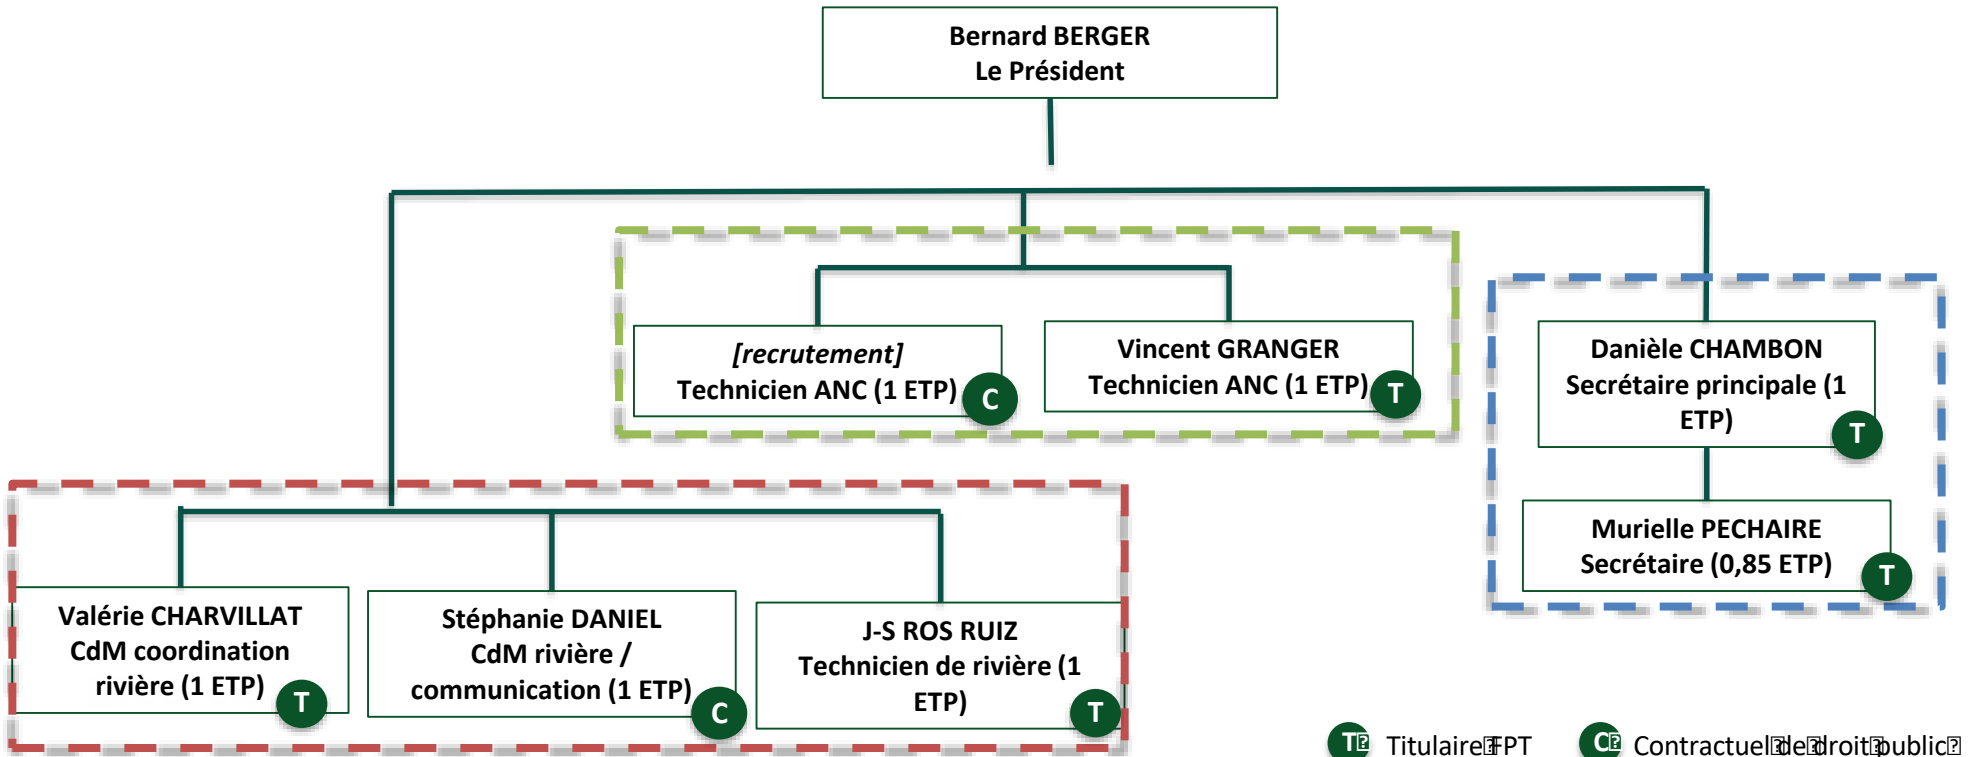 Bernard BERGER
Le Président
[recrutement]
Technicien ANC (1 ETP)
C
Vincent GRANGER
Technicien ANC (1 ETP)
T
Danièle CHAMBON
Secrétaire principale (1
ETP)
T
Murielle PECHAIRE
Secrétaire (0,85 ETP)
T
Valérie CHARVILLAT
CdM coordination
rivière (1 ETP)
T
Stéphanie DANIEL
CdM rivière /
communication (1 ETP)
C
J-S ROS RUIZ
Technicien de rivière (1
ETP)
T
T Titulaire FPT
C Contractuel de droit public